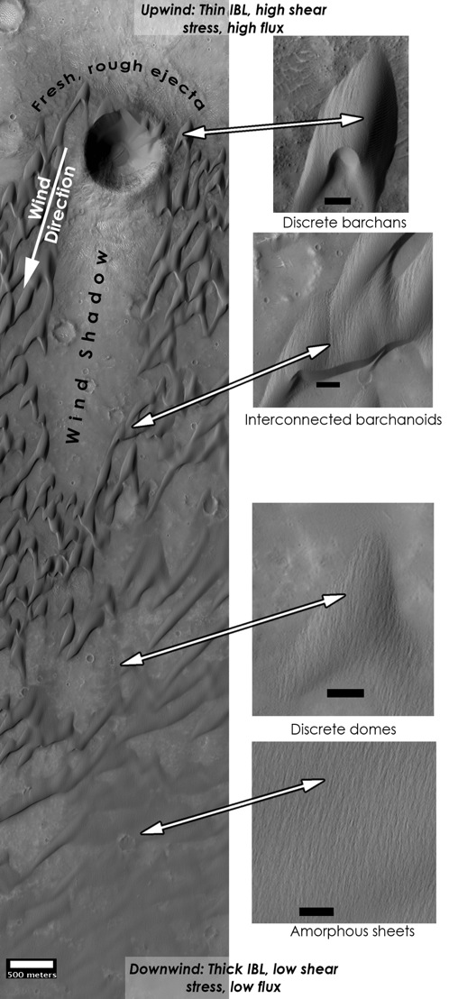 Upwind: Thin IBL, high shear
stress, high flux
Fresh, rough ejecta
Wind
Direction
Discrete barchans
Wind Shadow
Interconnected barchanoids
Discrete domes
Amorphous sheets
500 meters
Downwind: Thick IBL, low shear
stress, low flux